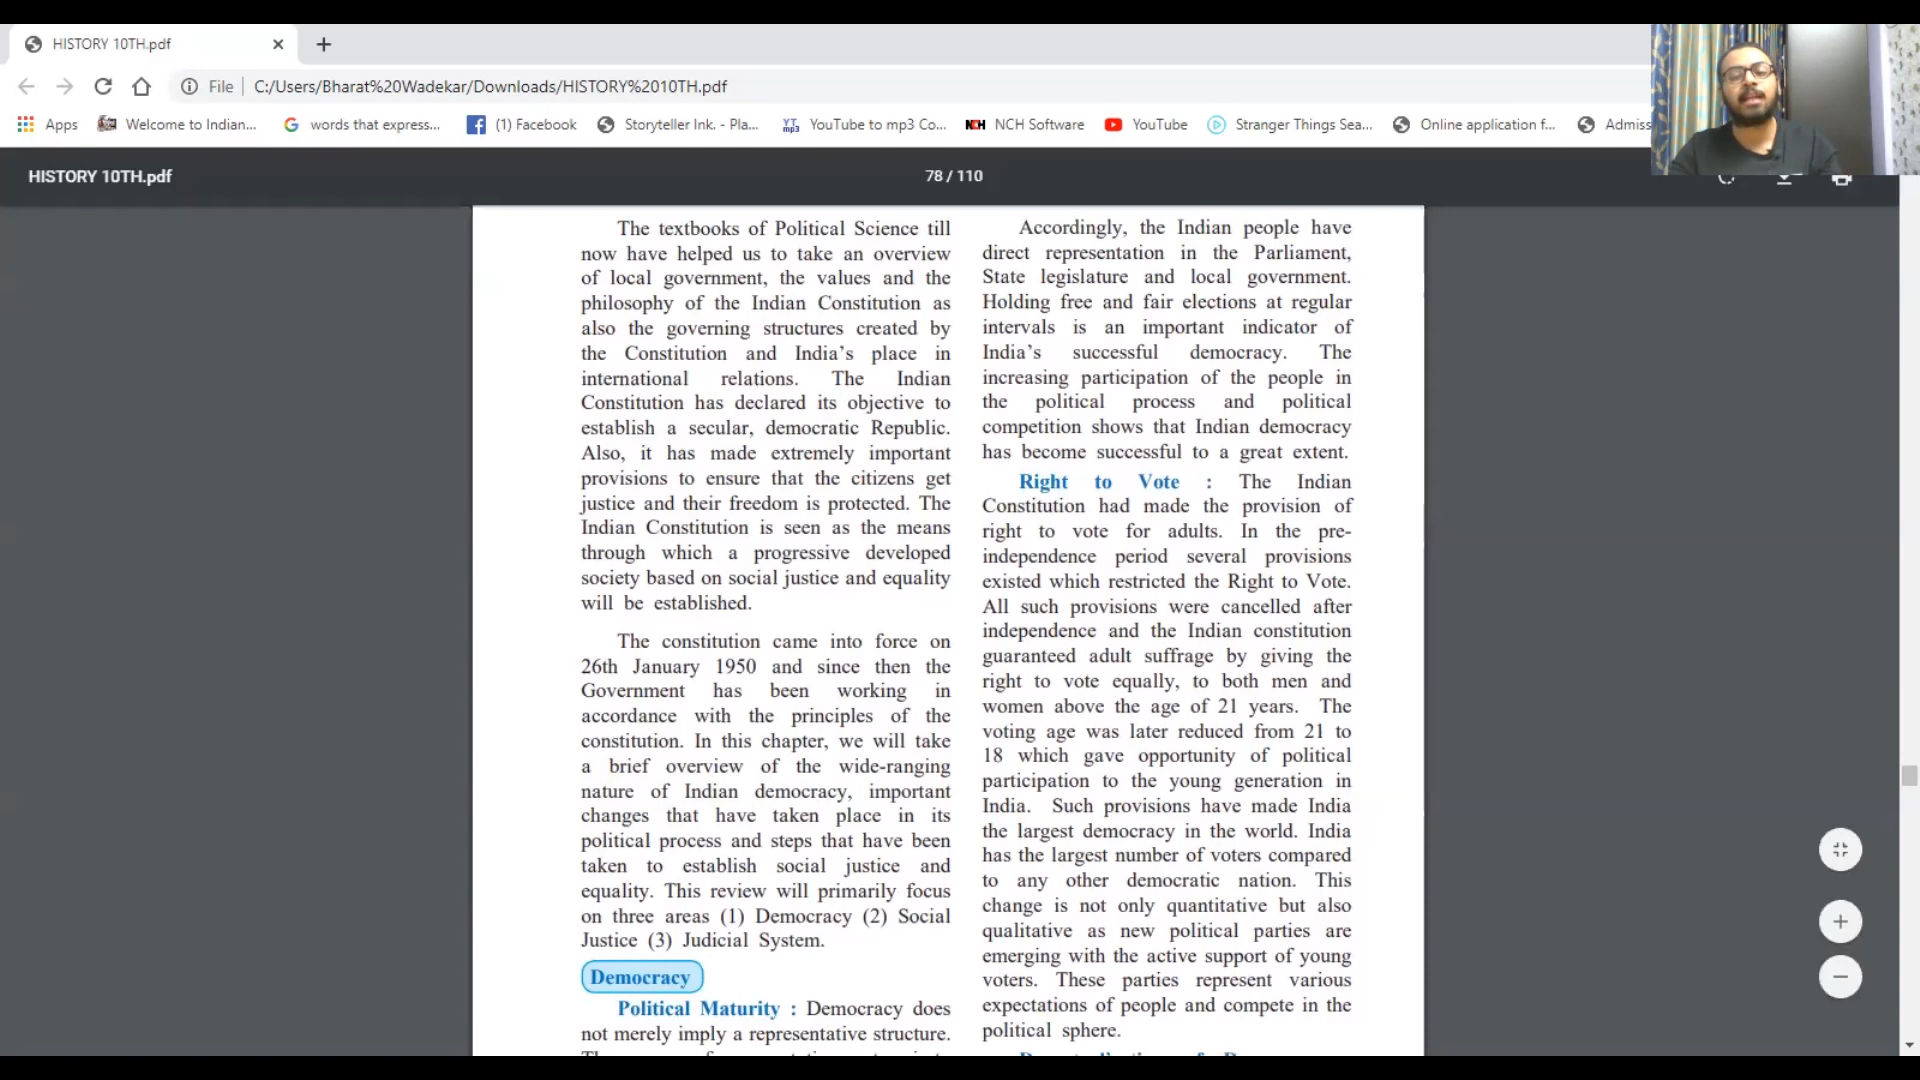 HISTORY 10TH.pdf
File
C:/Users/Bharat%20Wadekar/Downloads/HISTORY%2010TH.pdf
Apps
Welcome to Indian...
words that express...
(1) Facebook
Storyteller Ink. - Pla...
YouTube to mp3 Co...
NCH Software
YouTube
Stranger Things Sea...
Online application f...
Admiss
HISTORY 10TH.pdf
78 / 110
The textbooks of Political Science till
now have helped us to take an overview
of local government, the values and the
philosophy of the Indian Constitution as
also the governing structures created by
the Constitution and India's place in
international relations. The Indian
Constitution has declared its objective to
establish a secular, democratic Republic.
Also, it has made extremely important
provisions to ensure that the citizens get
justice and their freedom is protected. The
Indian Constitution is seen as the means
through which a progressive developed
society based on social justice and equality
will be established.
The constitution came into force on
26th January 1950 and since then the
Government has been working in
accordance with the principles of the
constitution. In this chapter, we will take
a brief overview of the wide-ranging
nature of Indian democracy, important
changes that have taken place in its
political process and steps that have been
taken to establish social justice and
equality. This review will primarily focus
on three areas (1) Democracy (2) Social
Justice (3) Judicial System.
Democracy
Political Maturity : Democracy does
not merely imply a representative structure.
Accordingly, the Indian people have
direct representation in the Parliament,
State legislature and local government.
Holding free and fair elections at regular
intervals is an important indicator of
India's successful democracy. The
increasing participation of the people in
the political process and political
competition shows that Indian democracy
has become successful to a great extent.
Right to Vote : The Indian
Constitution had made the provision of
right to vote for adults. In the pre-
independence period several provisions
existed which restricted the Right to Vote.
All such provisions were cancelled after
independence and the Indian constitution
guaranteed adult suffrage by giving the
right to vote equally, to both men and
women above the age of 21 years. The
voting age was later reduced from 21 to
18 which gave opportunity of political
participation to the young generation in
India. Such provisions have made India
the largest democracy in the world. India
has the largest number of voters compared
to any other democratic nation. This
change is not only quantitative but also
qualitative as new political parties are
emerging with the active support of young
voters. These parties represent various
expectations of people and compete in the
political sphere.